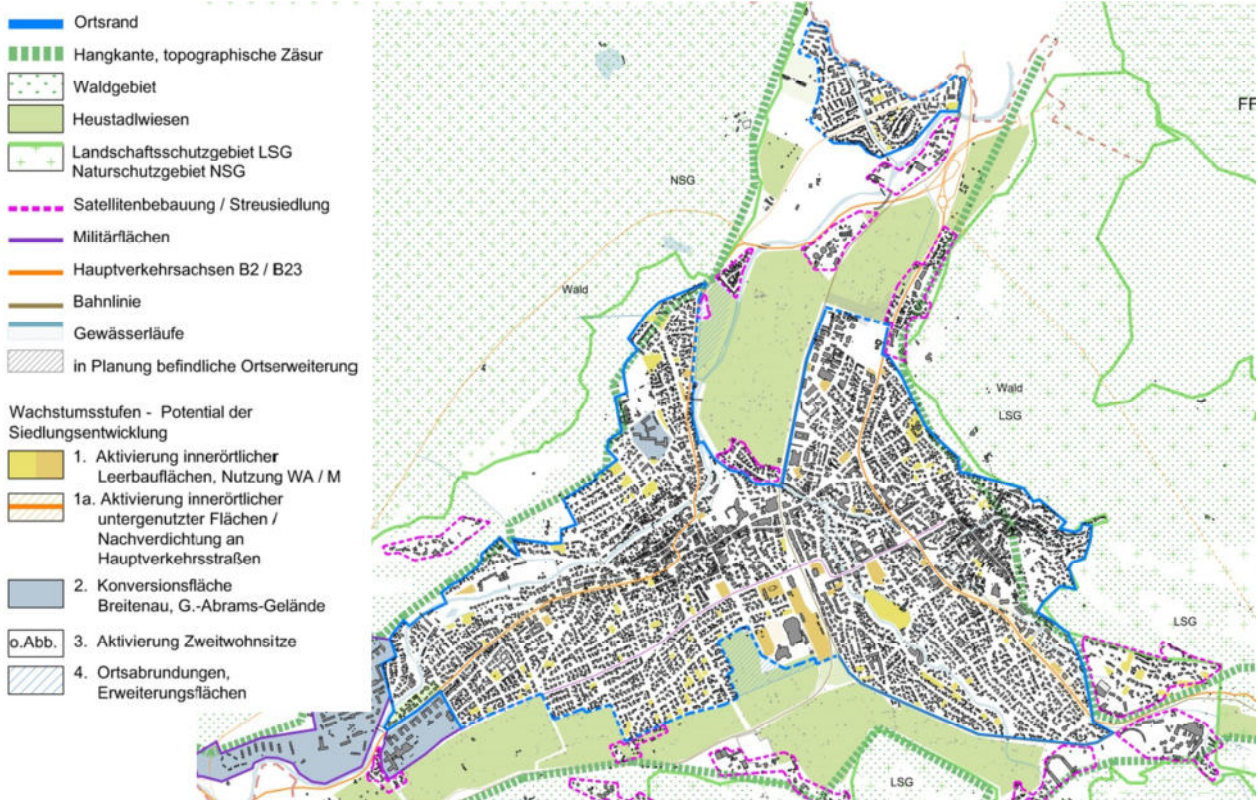 Ortsrand
Hangkante, topographische Zäsur
Waldgebiet
Heustadlwiesen
Landschaftsschutzgebiet LSG
Naturschutzgebiet NSG
Satellitenbebauung / Streusiedlung
Militärflächen
Hauptverkehrsachsen B2 / B23
Bahnlinie
Gewässerläufe
in Planung befindliche Ortserweiterung
Wachstumsstufen - Potential der
Siedlungsentwicklung
1. Aktivierung innerörtlicher
Leerbauflächen, Nutzung WA / M
1a. Aktivierung innerörtlicher
untergenutzter Flächen /
Nachverdichtung an
Hauptverkehrsstraßen
2. Konversionsfläche
Breitenau, G.-Abrams-Gelände
o.Abb. 3. Aktivierung Zweitwohnsitze
4. Ortsabrundungen,
Erweiterungsflächen
FF
NSG
Wald
Wald
LSG
LSG
LSG